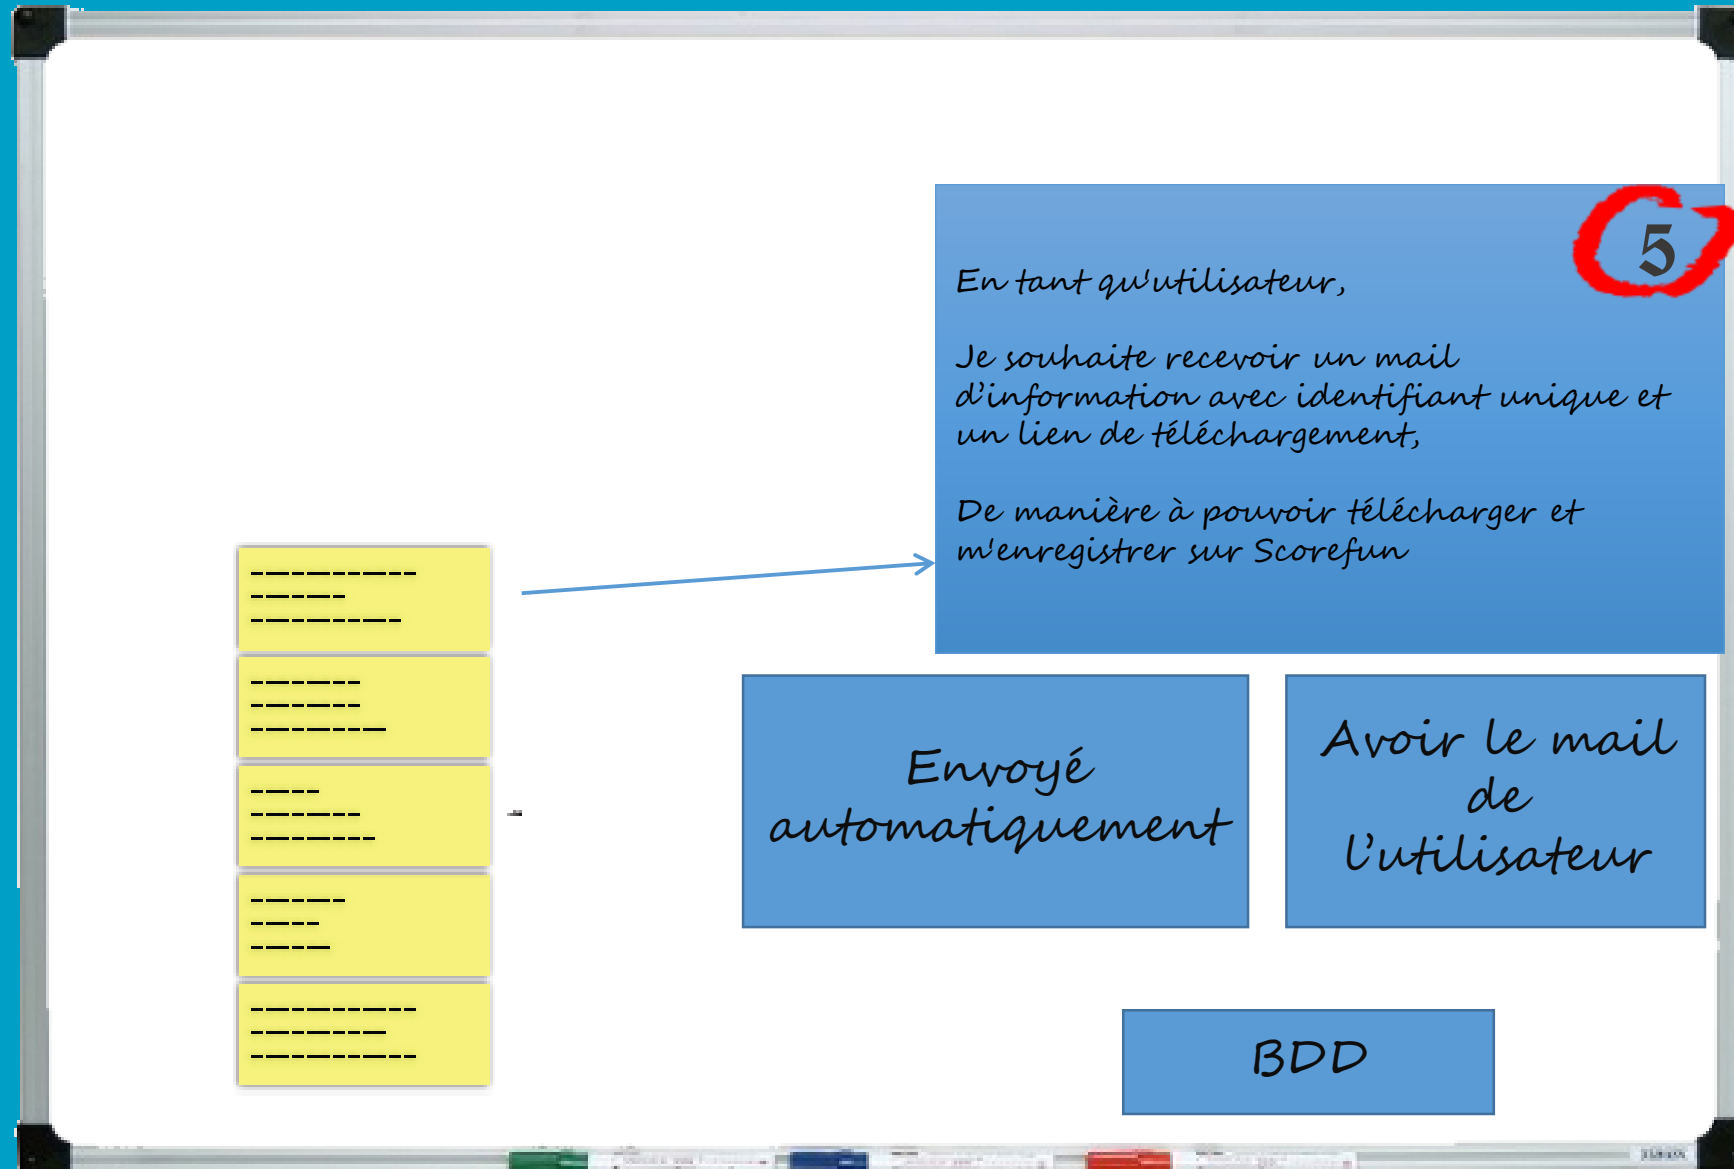 5
En tant qu'utilisateur,
Je souhaite recevoir un mail
d'information avec identifiant unique et
un lien de téléchargement,
De manière à pouvoir télécharger et
m'enregistrer sur Scorefun
Envoyé
automatiquement
Avoir le mail
de
l'utilisateur
BDD